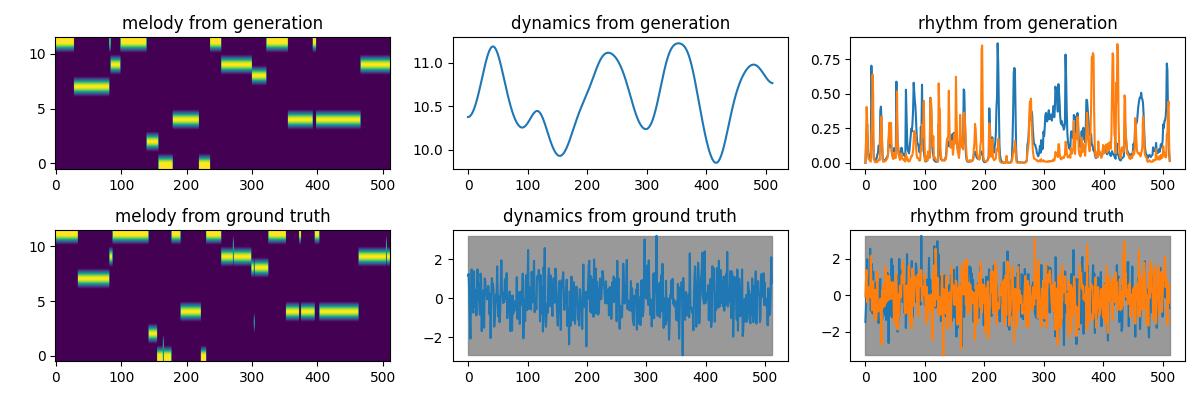 melody from generation
dynamics from generation
rhythm from generation
10
5
0
0 100 200 300 400 500
11.0
10.5
10.0
0 100 200 300 400 500
0.75
0.50
0.25
0.00
0 100 200 300 400 500
melody from ground truth
dynamics from ground truth
rhythm from ground truth
10
5
0
0 100 200 300 400 500
2
0
−2
0 100 200 300 400 500
2
0
−2
0 100 200 300 400 500